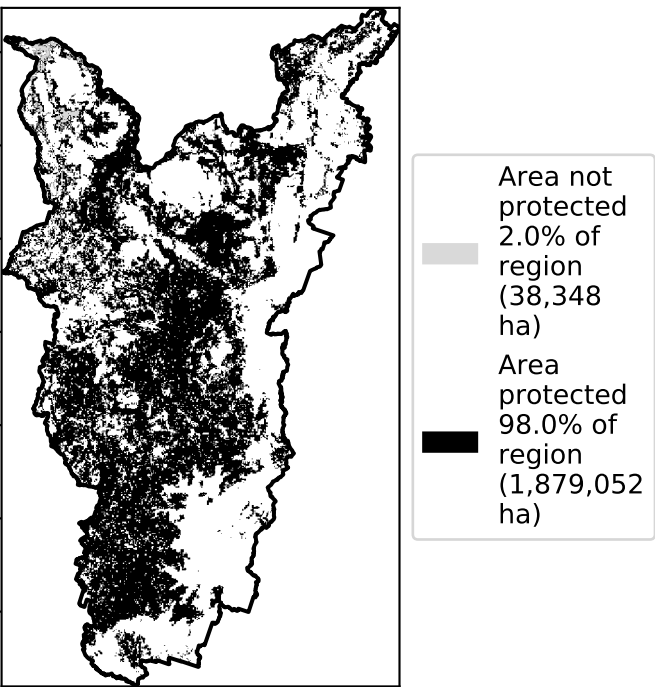 Area not
protected
2.0% of
region
(38,348
ha)
Area
protected
98.0% of
region
(1,879,052
ha)